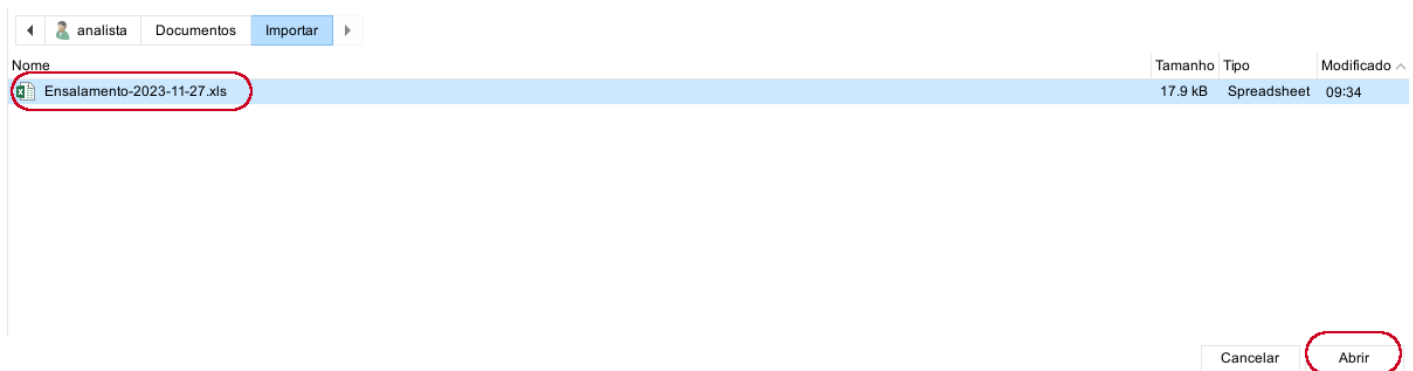 analista Documentos Importar
Nome Tamanho Tipo Modificado
Ensalamento-2023-11-27.xls 17.9 kB Spreadsheet 09:34
Cancelar Abrir